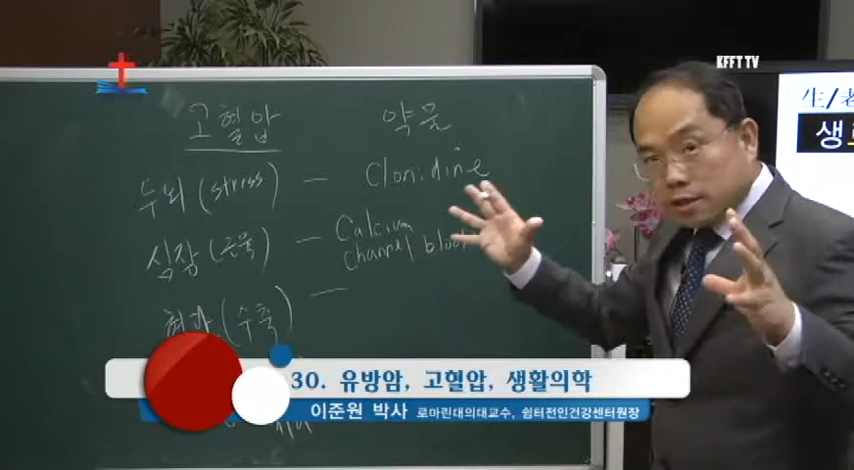 KFFT TV
生/老
생
고혈압 약물
두뇌 (stress) — Clonidine
심장 (근육) — Calcium
channel block
혈관 (수축) —
30. 유방암, 고혈압, 생활의학
이준원 박사 로마린대의대교수, 쉼터전인건강센터원장